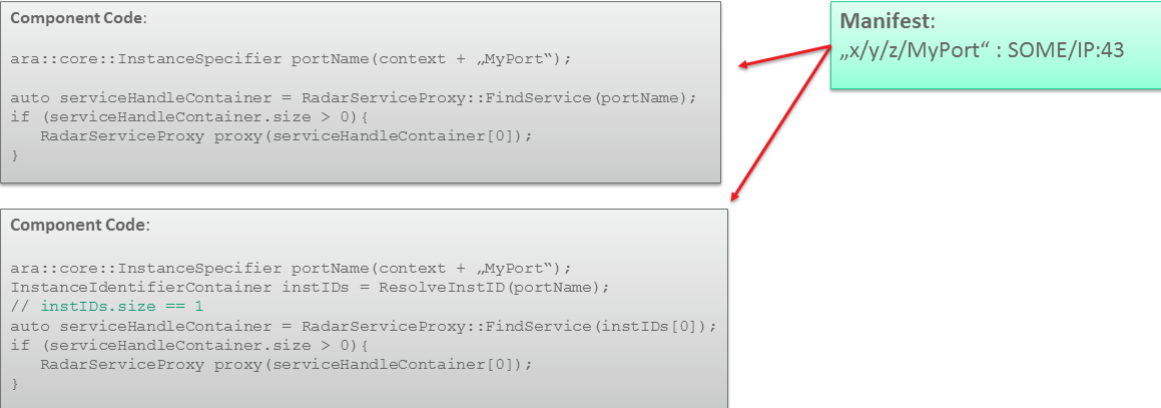 Component Code:
ara::core::InstanceSpecifier portName(context + „MyPort“);
auto serviceHandleContainer = RadarServiceProxy::FindService(portName);
if (serviceHandleContainer.size > 0){
RadarServiceProxy proxy(serviceHandleContainer[0]);
}
Manifest:
„x/y/z/MyPort“ : SOME/IP:43
Component Code:
ara::core::InstanceSpecifier portName(context + „MyPort“);
InstanceIdentifierContainer instIDs = ResolveInstID(portName);
// instIDs.size == 1
auto serviceHandleContainer = RadarServiceProxy::FindService(instIDs[0]);
if (serviceHandleContainer.size > 0){
RadarServiceProxy proxy(serviceHandleContainer[0]);
}